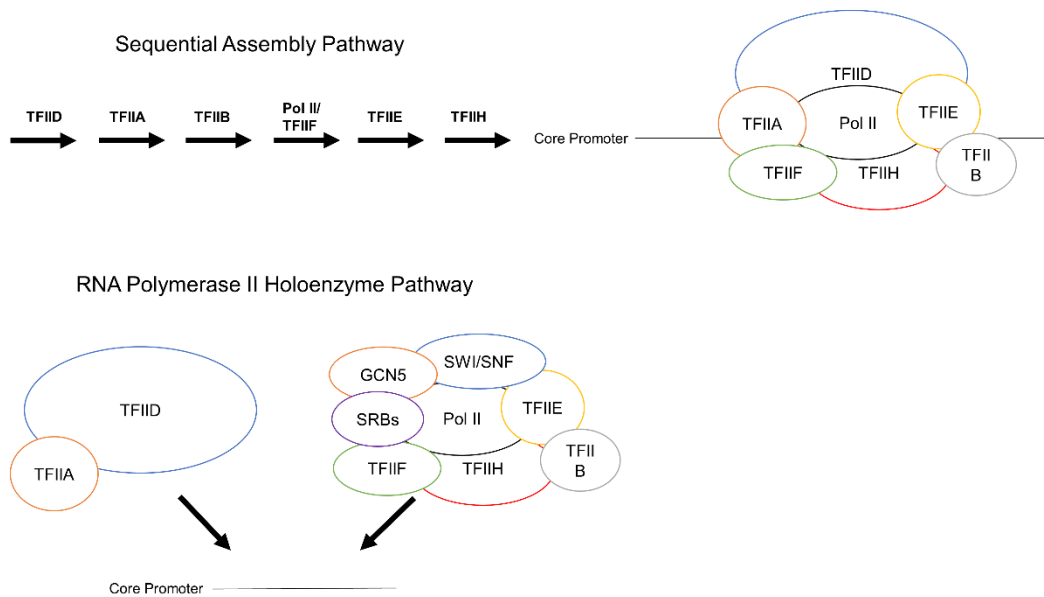 Sequential Assembly Pathway
TFIID
TFIIA
TFIIB
Pol II/
TFIIF
TFIIE
TFIIH
Core Promoter
TFIID
TFIIA
Pol II
TFIIE
TFII
B
TFIIF
TFIIH
RNA Polymerase II Holoenzyme Pathway
TFIID
TFIIA
GCN5
SWI/SNF
SRBs
Pol II
TFIIE
TFIIF
TFIIH
TFII
B
Core Promoter